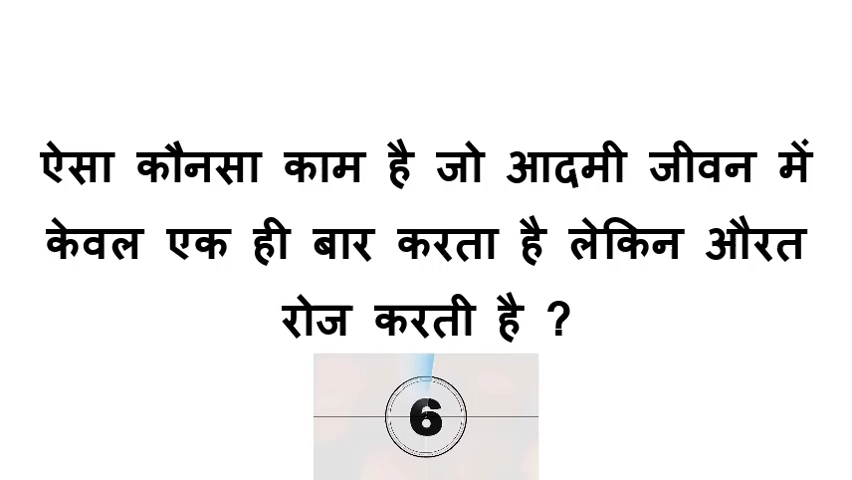 ऐसा कौनसा काम है जो आदमी जीवन में
केवल एक ही बार करता है लेकिन औरत
रोज करती है ?
6